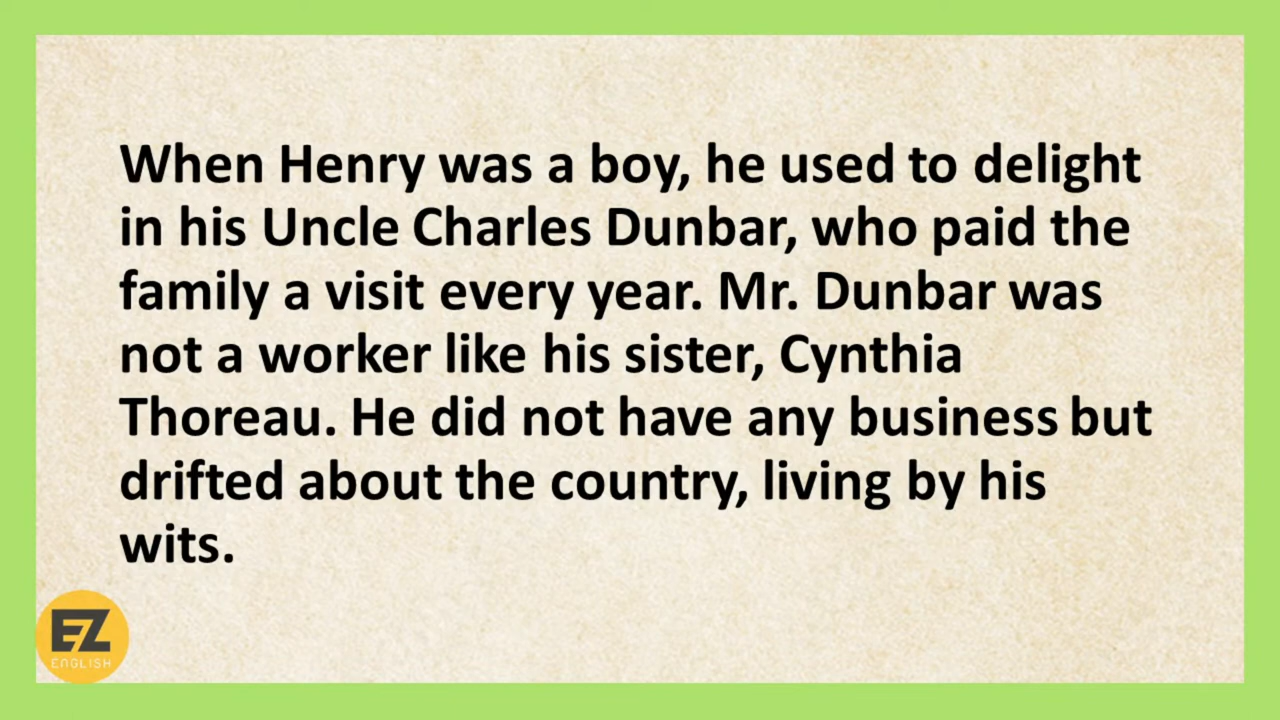 When Henry was a boy, he used to delight
in his Uncle Charles Dunbar, who paid the
family a visit every year. Mr. Dunbar was
not a worker like his sister, Cynthia
Thoreau. He did not have any business but
drifted about the country, living by his
wits.
EZ
ENGLISH